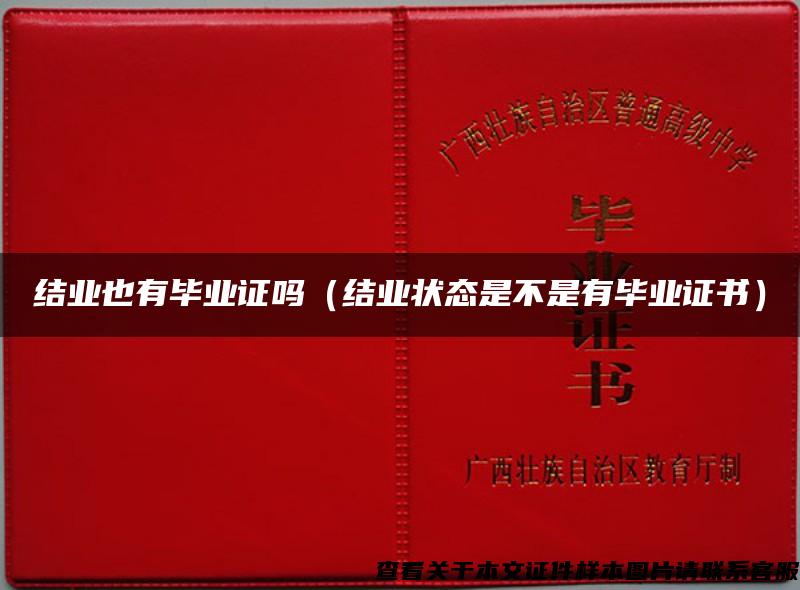 广西壮族自治区普通高级中学
毕业证书
结业也有毕业证吗（结业状态是不是有毕业证书）
广西壮族自治区教育厅制
查看关于本文证件样本图片请联系客服